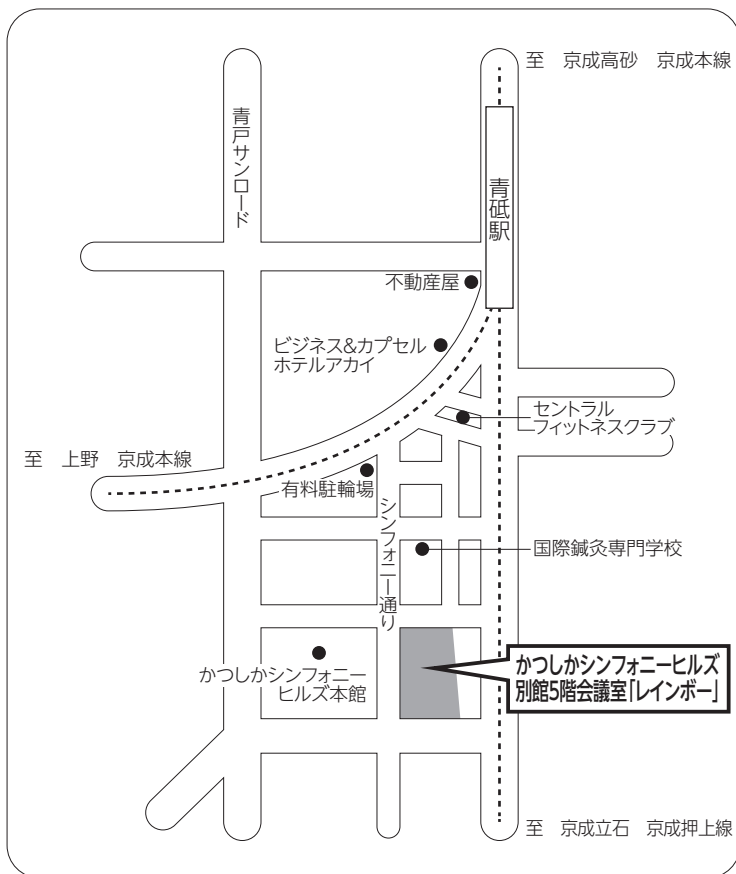 至　京成高砂　京成本線
青戸サンロード
青砥駅
不動産屋
ビジネス&カプセル
ホテルアカイ
セントラル
フィットネスクラブ
至　上野　京成本線
有料駐輪場
シンフォニー通り
国際鍼灸専門学校
かつしかシンフォニー
ヒルズ本館
かつしかシンフォニーヒルズ
別館5階会議室「レインボー」
至　京成立石　京成押上線